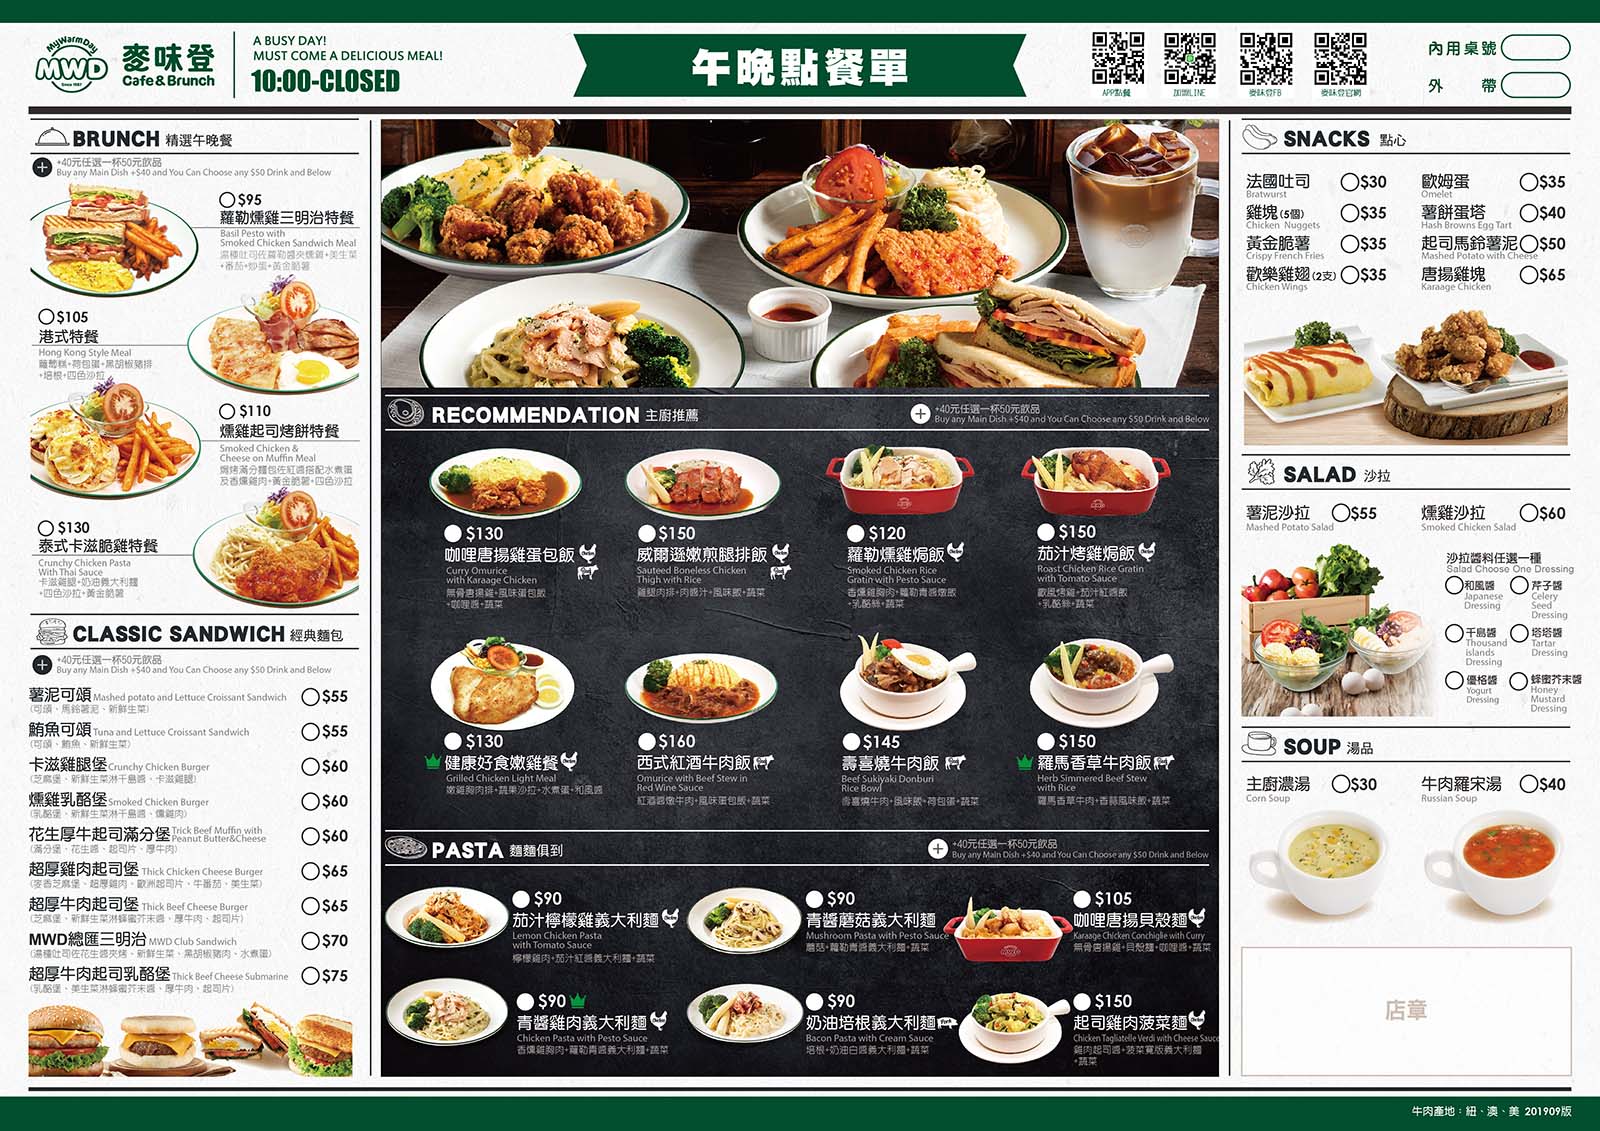 MyWarmDay
MWD
Since 1987
麥味登
Cafe&Brunch
A BUSY DAY!
MUST COME A DELICIOUS MEAL!
10:00-CLOSED
午晚點餐單
APP點餐
加盟LINE
麥味登FB
麥味登官網
內用桌號
外 帶
BRUNCH 精選午晚餐
+40元任選一杯50元飲品
Buy any Main Dish +$40 and You Can Choose any $50 Drink and Below
$95
蘿勒燻雞三明治特餐
Basil Pesto with
Smoked Chicken Sandwich Meal
湯種吐司佐蘿勒醬夾燻雞+美生菜
+番茄+炒蛋+黃金脆薯
$105
港式特餐
Hong Kong Style Meal
蘿蔔糕+荷包蛋+黑胡椒豬排
+培根+四色沙拉
$110
燻雞起司烤餅特餐
Smoked Chicken &
Cheese on Muffin Meal
焗烤滿分麵包佐紅醬搭配水煮蛋
及香燻雞肉+黃金脆薯+四色沙拉
$130
泰式卡滋脆雞特餐
Crunchy Chicken Pasta
With Thai Sauce
卡滋雞腿+奶油義大利麵
+四色沙拉+黃金脆薯
CLASSIC SANDWICH 經典麵包
+40元任選一杯50元飲品
Buy any Main Dish +$40 and You Can Choose any $50 Drink and Below
薯泥可頌 Mashed potato and Lettuce Croissant Sandwich $55
(可頌、馬鈴薯泥、新鮮生菜)
鮪魚可頌 Tuna and Lettuce Croissant Sandwich $55
(可頌、鮪魚、新鮮生菜)
卡滋雞腿堡 Crunchy Chicken Burger $60
(芝麻堡、新鮮生菜淋千島醬、卡滋雞腿)
燻雞乳酪堡 Smoked Chicken Burger $60
(乳酪堡、新鮮生菜淋千島醬、燻雞肉)
花生厚牛起司滿分堡 Trick Beef Muffin with Peanut Butter&Cheese $60
(滿分堡、花生醬、起司片、厚牛肉)
超厚雞肉起司堡 Thick Chicken Cheese Burger $65
(麥香芝麻堡、超厚雞肉、歐洲起司片、牛番茄、美生菜)
超厚牛肉起司堡 Thick Beef Cheese Burger $65
(芝麻堡、新鮮生菜淋蜂蜜芥末醬、厚牛肉、起司片)
MWD總匯三明治 MWD Club Sandwich $70
(湯種吐司佐花生醬夾烤、新鮮生菜、黑胡椒豬肉、水煮蛋)
超厚牛肉起司乳酪堡 Thick Beef Cheese Submarine $75
(乳酪堡、美生菜淋蜂蜜芥末醬、厚牛肉、起司片)
RECOMMENDATION 主廚推薦
+40元任選一杯50元飲品
Buy any Main Dish +$40 and You Can Choose any $50 Drink and Below
$130
咖哩唐揚雞蛋包飯
Curry Omurice
with Karaage Chicken
無骨唐揚雞+風味蛋包飯
+咖哩醬+蔬菜
$150
威爾遜嫩煎腿排飯
Sauteed Boneless Chicken
Thigh with Rice
雞腿肉排+肉醬汁+風味飯+蔬菜
$120
蘿勒燻雞焗飯
Smoked Chicken Rice
Gratin with Pesto Sauce
香燻雞胸肉+蘿勒青醬燉飯
+乳酪絲+蔬菜
$150
茄汁烤雞焗飯
Roast Chicken Rice Gratin
with Tomato Sauce
歐風烤雞+茄汁紅醬飯
+乳酪絲+蔬菜
$130
健康好食嫩雞餐
Grilled Chicken Light Meal
嫩雞胸肉排+蔬果沙拉+水煮蛋+和風醬
$160
西式紅酒牛肉飯
Omurice with Beef Stew in
Red Wine Sauce
紅酒醬燉牛肉+風味蛋包飯+蔬菜
$145
壽喜燒牛肉飯
Beef Sukiyaki Donburi
Rice Bowl
壽喜燒牛肉+風味飯+荷包蛋+蔬菜
$150
羅馬香草牛肉飯
Herb Simmered Beef Stew
with Rice
羅馬香草牛肉+香蒜風味飯+蔬菜
PASTA 麵麵俱到
+40元任選一杯50元飲品
Buy any Main Dish +$40 and You Can Choose any $50 Drink and Below
$90
茄汁檸檬雞義大利麵
Lemon Chicken Pasta
with Tomato Sauce
檸檬雞肉+茄汁紅醬義大利麵+蔬菜
$90
青醬蘑菇義大利麵
Mushroom Pasta with Pesto Sauce
蘑菇+蘿勒青醬義大利麵+蔬菜
$105
咖哩唐揚貝殼麵
Karaage Chicken Conchiglie with Curry
無骨唐揚雞+貝殼麵+咖哩醬+蔬菜
$90
青醬雞肉義大利麵
Chicken Pasta with Pesto Sauce
香燻雞胸肉+蘿勒青醬義大利麵+蔬菜
$90
奶油培根義大利麵
Bacon Pasta with Cream Sauce
培根+奶油白醬義大利麵+蔬菜
$150
起司雞肉菠菜麵
Chicken Tagliatelle Verdi with Cheese Sauce
雞肉起司醬+菠菜寬版義大利麵
+蔬菜
SNACKS 點心
法國吐司 $30
Bratwurst
雞塊(5個) $35
Chicken Nuggets
黃金脆薯 $35
Crispy French Fries
歡樂雞翅(2支) $35
Chicken Wings
歐姆蛋 $35
Omelet
薯餅蛋塔 $40
Hash Browns Egg Tart
起司馬鈴薯泥 $50
Mashed Potato with Cheese
唐揚雞塊 $65
Karaage Chicken
SALAD 沙拉
薯泥沙拉 $55
Mashed Potato Salad
燻雞沙拉 $60
Smoked Chicken Salad
沙拉醬料任選一種
Salad Choose One Dressing
和風醬
Japanese
Dressing
芹子醬
Celery
Seed
Dressing
千島醬
Thousand
islands
Dressing
塔塔醬
Tartar
Dressing
優格醬
Yogurt
Dressing
蜂蜜芥末醬
Honey
Mustard
Dressing
SOUP 湯品
主廚濃湯 $30
Corn Soup
牛肉羅宋湯 $40
Russian Soup
店章
牛肉產地：紐、澳、美 201909版